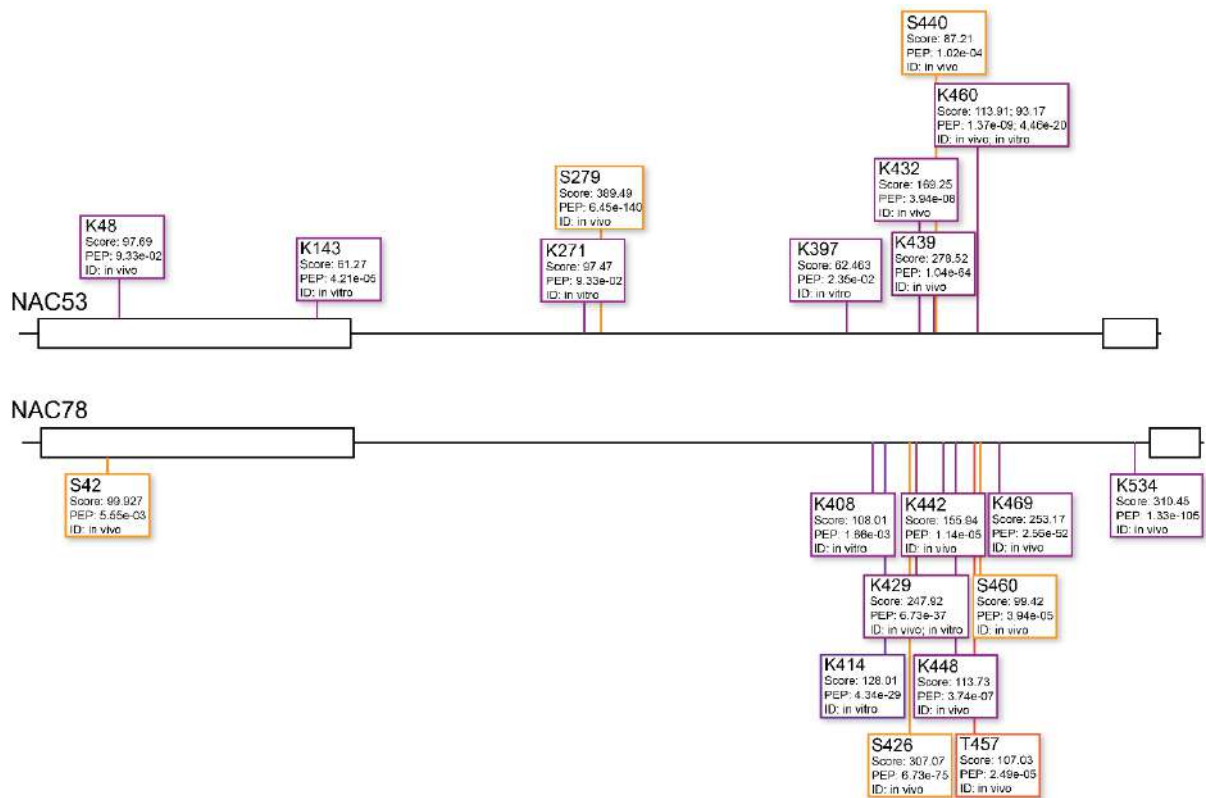 S440
Score: 87.21
PEP: 1.02e-04
ID: in vivo
K460
Score: 113.91; 93.17
PEP: 1.37e-09; 4.46e-20
ID: in vivo; in vitro
S279
Score: 389.49
PEP: 6.45e-140
ID: in vivo
K432
Score: 169.25
PEP: 3.94e-08
ID: in vivo
K48
Score: 97.69
PEP: 9.33e-02
ID: in vivo
K143
Score: 61.27
PEP: 4.21e-05
ID: in vitro
K271
Score: 97.47
PEP: 9.33e-02
ID: in vivo
K397
Score: 62.463
PEP: 2.35e-02
ID: in vitro
K439
Score: 278.52
PEP: 1.04e-64
ID: in vivo
NAC53
NAC78
S42
Score: 99.927
PEP: 5.55e-03
ID: in vivo
K408
Score: 108.01
PEP: 1.66e-03
ID: in vitro
K442
Score: 155.94
PEP: 1.14e-05
ID: in vivo
K469
Score: 253.17
PEP: 2.56e-52
ID: in vivo
K534
Score: 310.45
PEP: 1.33e-105
ID: in vivo
K429
Score: 247.92
PEP: 6.73e-37
ID: in vivo; in vitro
S460
Score: 99.42
PEP: 3.94e-05
ID: in vivo
K414
Score: 128.01
PEP: 4.34e-29
ID: in vitro
K448
Score: 113.73
PEP: 3.74e-07
ID: in vivo
S426
Score: 307.07
PEP: 6.73e-75
ID: in vivo
T457
Score: 107.03
PEP: 2.49e-05
ID: in vivo